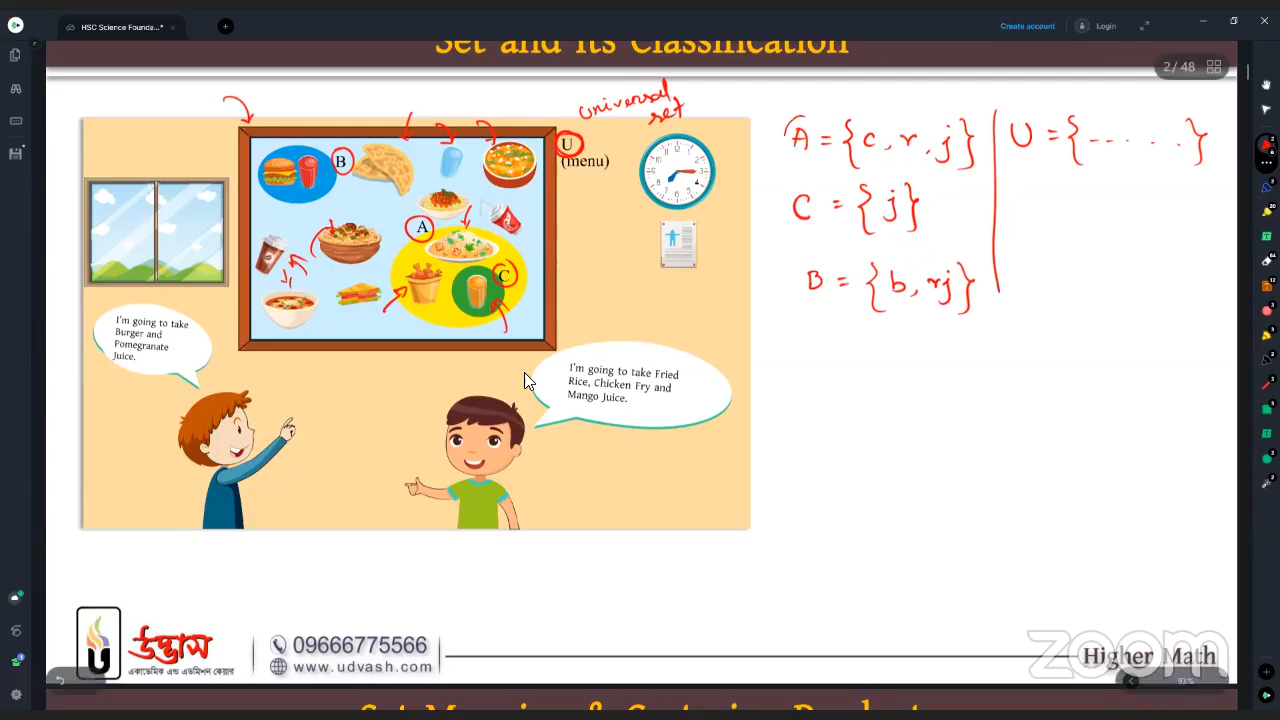 HSC Science Founda...*
Create account
Login
Set and Its Classification
2/48
universal
set
U
(menu)
B
A
C
A = {c, r, j}
U = {--.....}
C = {j}
B = {b, rj}
I'm going to take
Burger and
Pomegranate
Juice.
I'm going to take Fried
Rice, Chicken Fry and
Mango Juice.
উদ্ভাস
একাডেমিক এন্ড এডমিশন কেয়ার
09666775566
www.udvash.com
zoom
Higher Math
93%